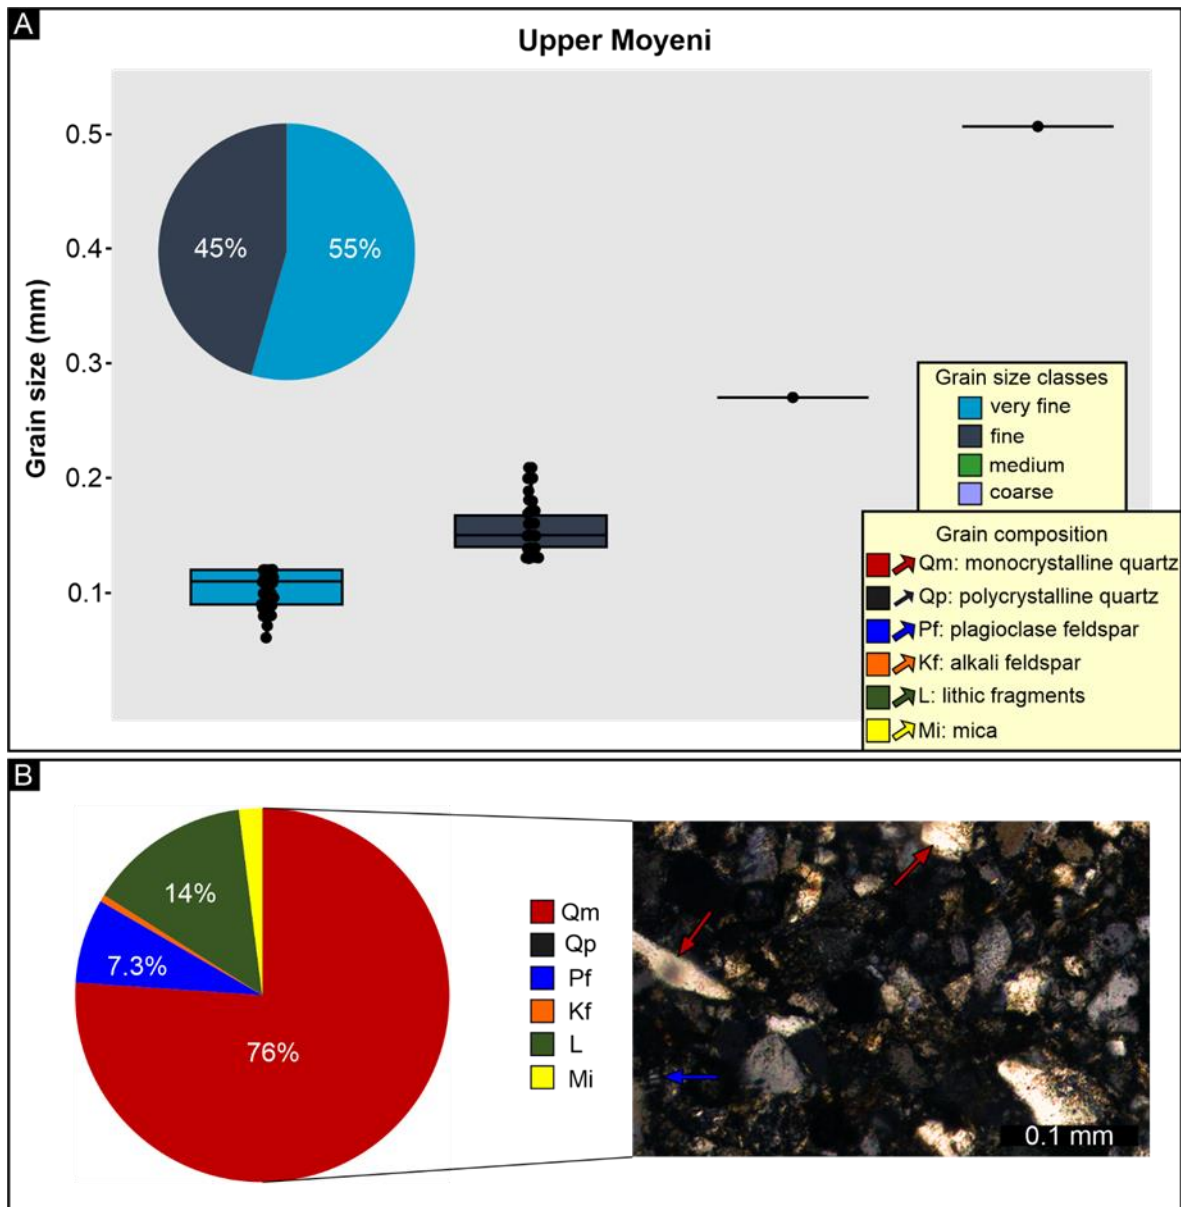 A
Upper Moyeni
Grain size (mm)
0.5
0.4
0.3
0.2
0.1
45%
55%
Grain size classes
very fine
fine
medium
coarse
Grain composition
Qm: monocrystalline quartz
Qp: polycrystalline quartz
Pf: plagioclase feldspar
Kf: alkali feldspar
L: lithic fragments
Mi: mica
B
14%
7.3%
76%
Qm
Qp
Pf
Kf
L
Mi
0.1 mm